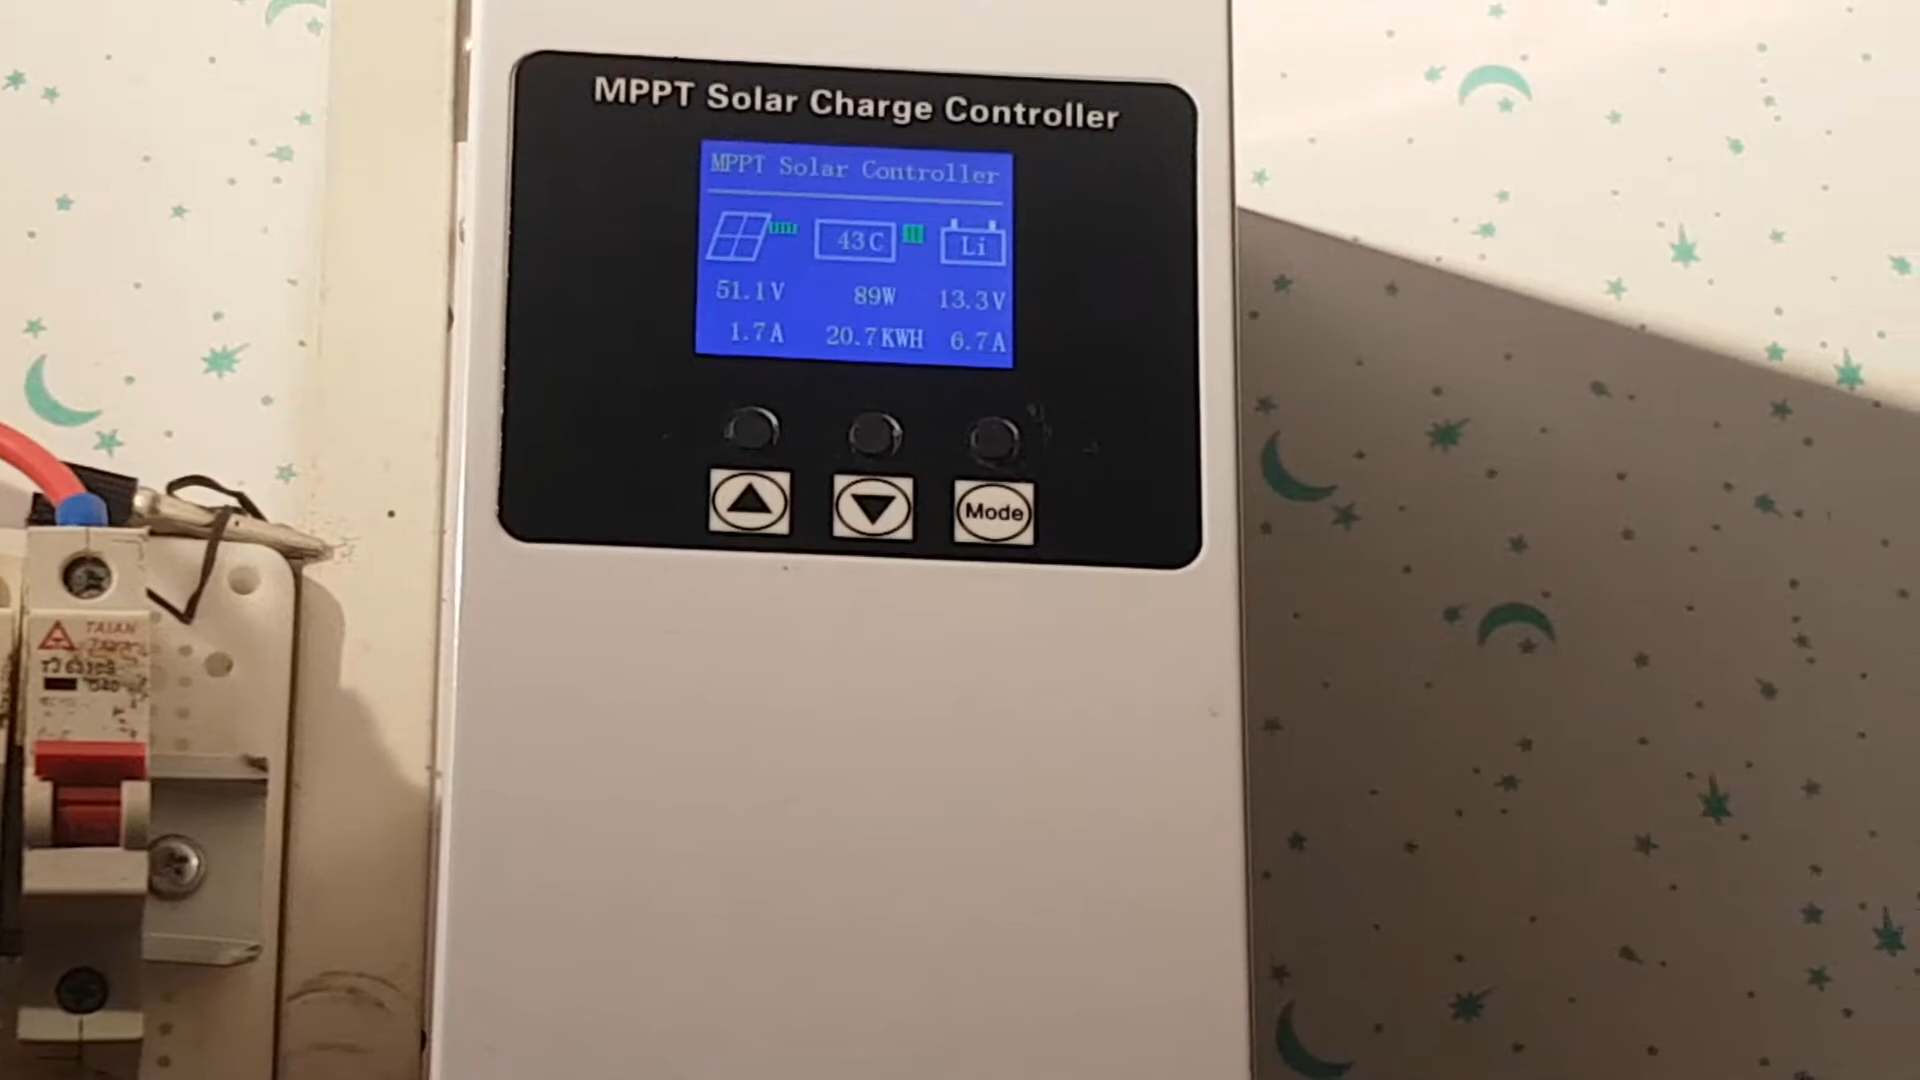 MPPT Solar Charge Controller
MPPT Solar Controller
43C
Li
51.1V 89W 13.3V
1.7A 20.7KWH 6.7A
Mode
TAIAN